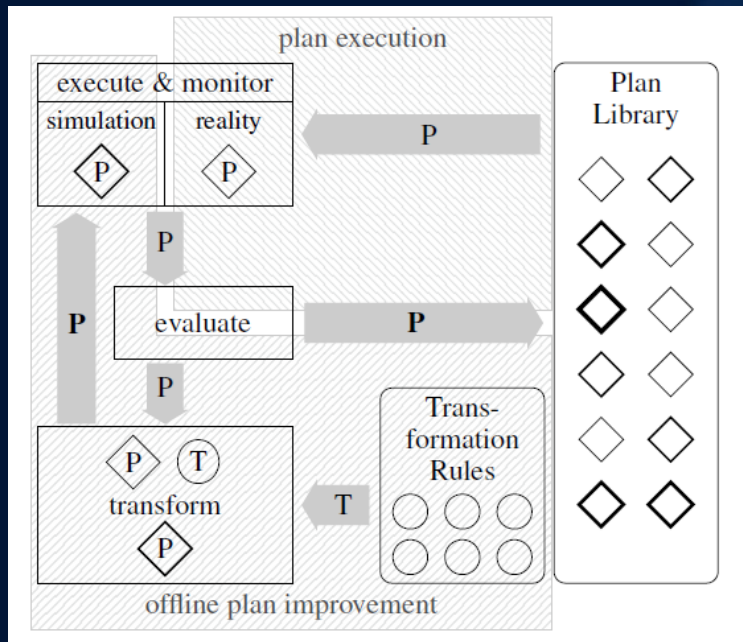 plan execution
execute & monitor
simulation
reality
P
P
P
Plan
Library
P
P
evaluate
P
P
P
T
transform
P
T
Trans-
formation
Rules
offline plan improvement